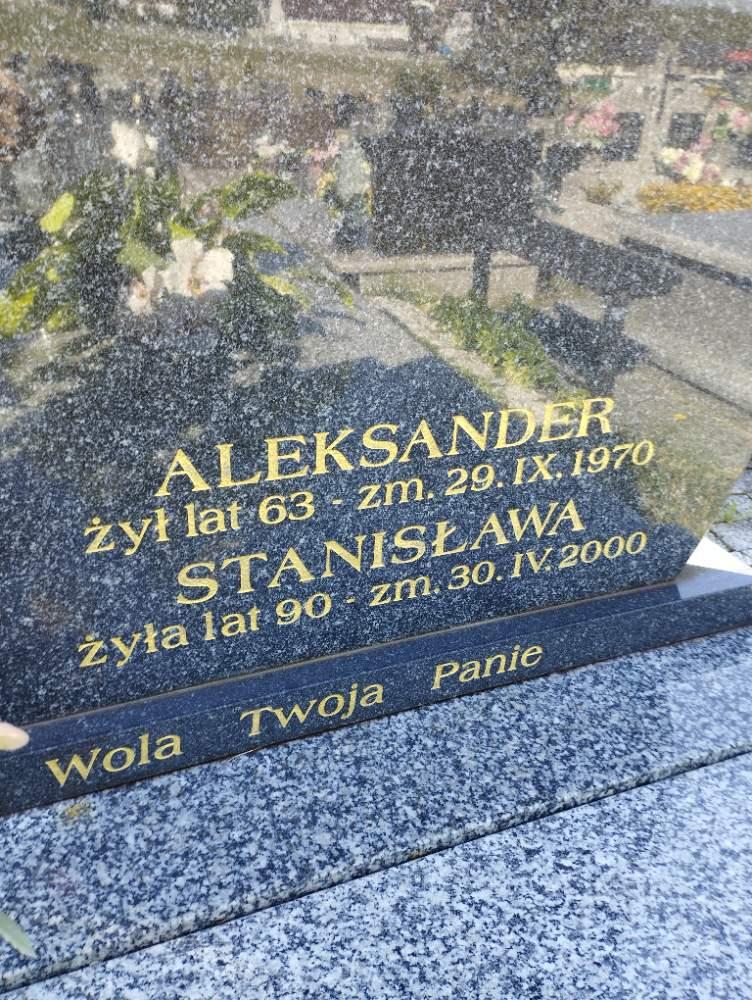 ALEKSANDER
żył lat 63 - zm. 29. IX. 1970
STANISŁAWA
żyła lat 90 - zm. 30. IV. 2000
Wola Twoja Panie